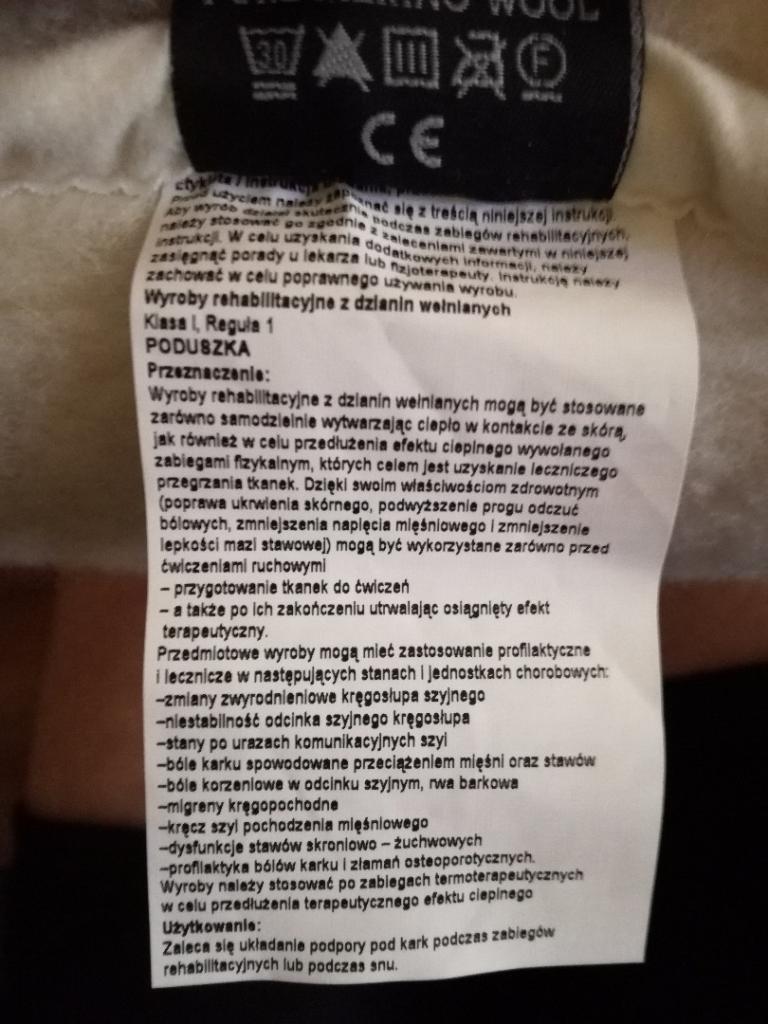 WOOL
30 F
CE
się z treścią niniejszej instrukcji.
Aby wyrób działał skutecznie podczas zabiegów rehabilitacyjnych,
należy stosować go zgodnie z zaleceniami zawartymi w niniejszej
instrukcji. W celu uzyskania dodatkowych informacji, należy
zasięgnąć porady u lekarza lub fizjoterapeuty. Instrukcję należy
zachować w celu poprawnego używania wyrobu.
Wyroby rehabilitacyjne z dzianin wełnianych
Klasa I, Reguła 1
PODUSZKA
Przeznaczenie:
Wyroby rehabilitacyjne z dzianin wełnianych mogą być stosowane
zarówno samodzielnie wytwarzając ciepło w kontakcie ze skórą,
jak również w celu przedłużenia efektu cieplnego wywołanego
zabiegami fizykalnym, których celem jest uzyskanie leczniczego
przegrzania tkanek. Dzięki swoim właściwościom zdrowotnym
(poprawa ukrwienia skórnego, podwyższenie progu odczuć
bólowych, zmniejszenia napięcia mięśniowego i zmniejszenie
lepkości mazi stawowej) mogą być wykorzystane zarówno przed
ćwiczeniami ruchowymi
– przygotowanie tkanek do ćwiczeń
– a także po ich zakończeniu utrwalając osiągnięty efekt
terapeutyczny.
Przedmiotowe wyroby mogą mieć zastosowanie profilaktyczne
i lecznicze w następujących stanach i jednostkach chorobowych:
–zmiany zwyrodnieniowe kręgosłupa szyjnego
–niestabilność odcinka szyjnego kręgosłupa
–stany po urazach komunikacyjnych szyi
–bóle karku spowodowane przeciążeniem mięśni oraz stawów
–bóle korzeniowe w odcinku szyjnym, rwa barkowa
–migreny kręgopochodne
–kręcz szyi pochodzenia mięśniowego
–dysfunkcje stawów skroniowo – żuchwowych
–profilaktyka bólów karku i złamań osteoporotycznych.
Wyroby należy stosować po zabiegach termoterapeutycznych
w celu przedłużenia terapeutycznego efektu cieplnego
Użytkowanie:
Zaleca się układanie podpory pod kark podczas zabiegów
rehabilitacyjnych lub podczas snu.